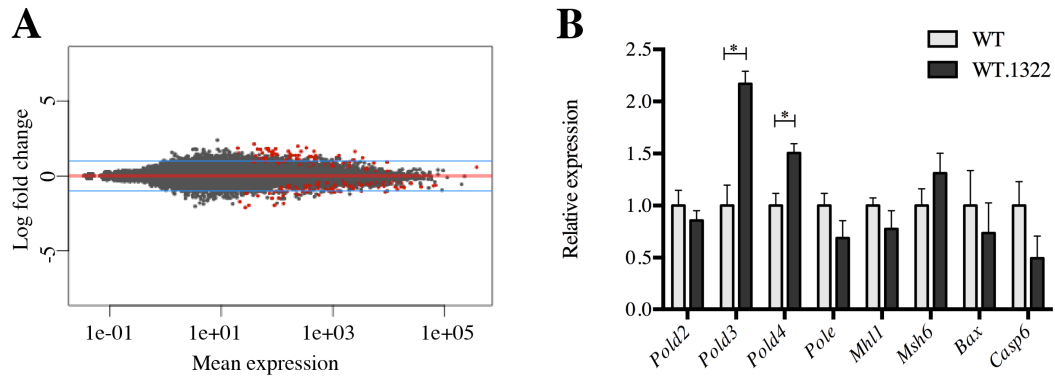 A
Log fold change
5
0
-5
1e-01 1e+01 1e+03 1e+05
Mean expression
B
WT
WT.1322
Relative expression
2.5
2.0
1.5
1.0
0.5
0.0
*
*
Pold2 Pold3 Pold4 Pole Mhl1 Msh6 Bax Casp6